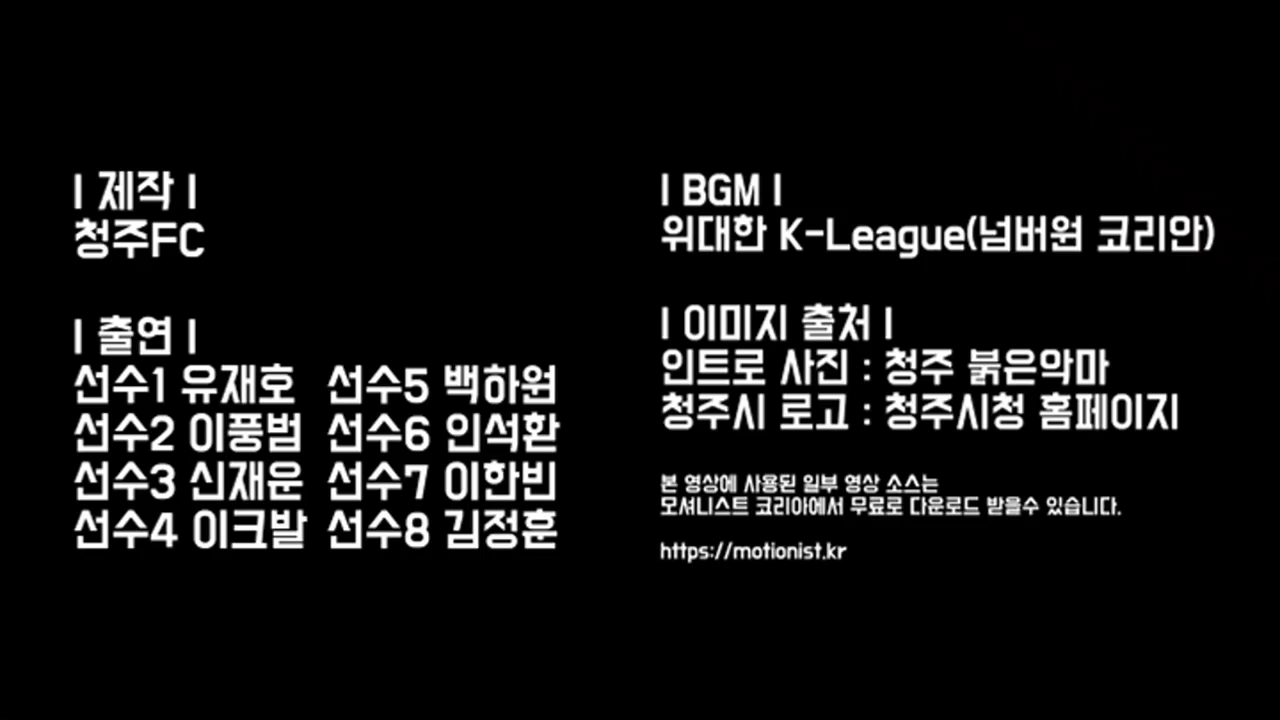 | 제작 |
청주FC
| 출연 |
선수1 유재호 선수5 백하원
선수2 이풍범 선수6 인석환
선수3 신재운 선수7 이한빈
선수4 이크발 선수8 김정훈
| BGM |
위대한 K-League(넘버원 코리안)
| 이미지 출처 |
인트로 사진 : 청주 붉은악마
청주시 로고 : 청주시청 홈페이지
본 영상에 사용된 일부 영상 소스는
모셔니스트 코리아에서 무료로 다운로드 받을수 있습니다.
https://motionist.kr